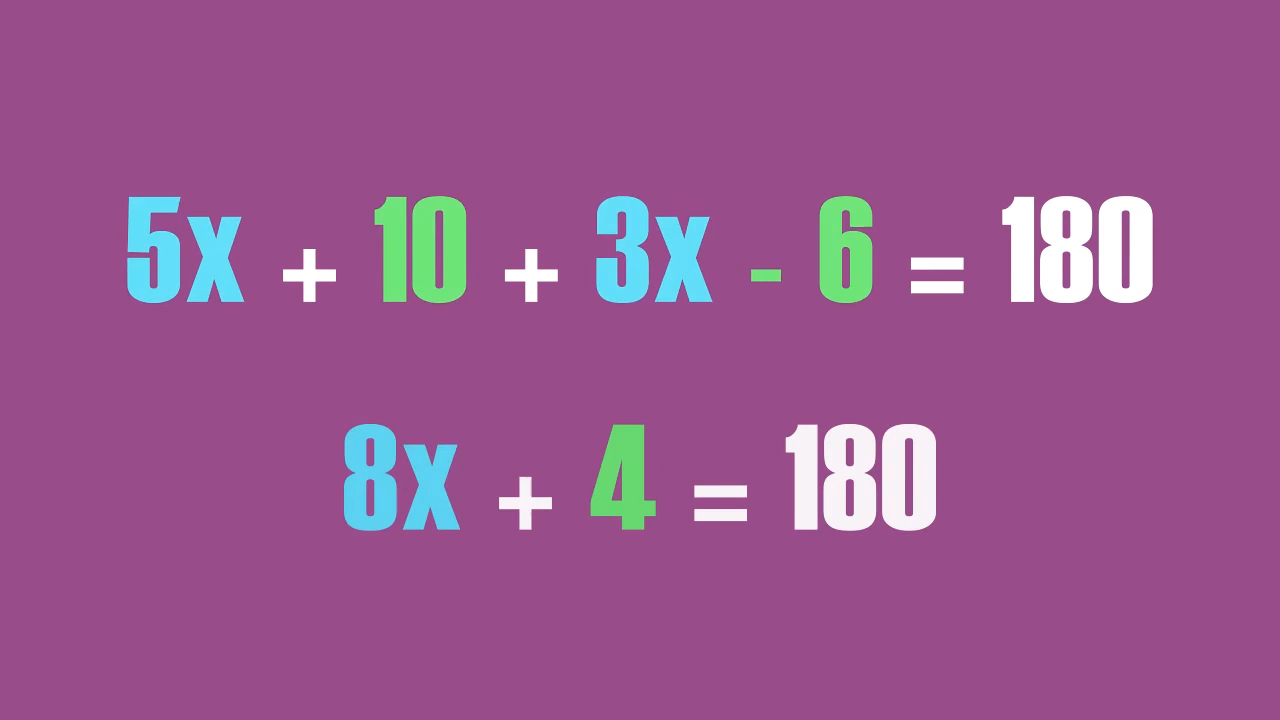 5x + 10 + 3x - 6 = 180
8x + 4 = 180